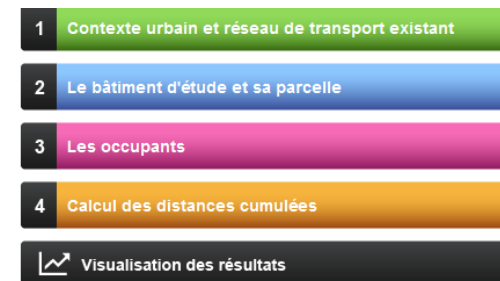 1 Contexte urbain et réseau de transport existant
2 Le bâtiment d'étude et sa parcelle
3 Les occupants
4 Calcul des distances cumulées
Visualisation des résultats